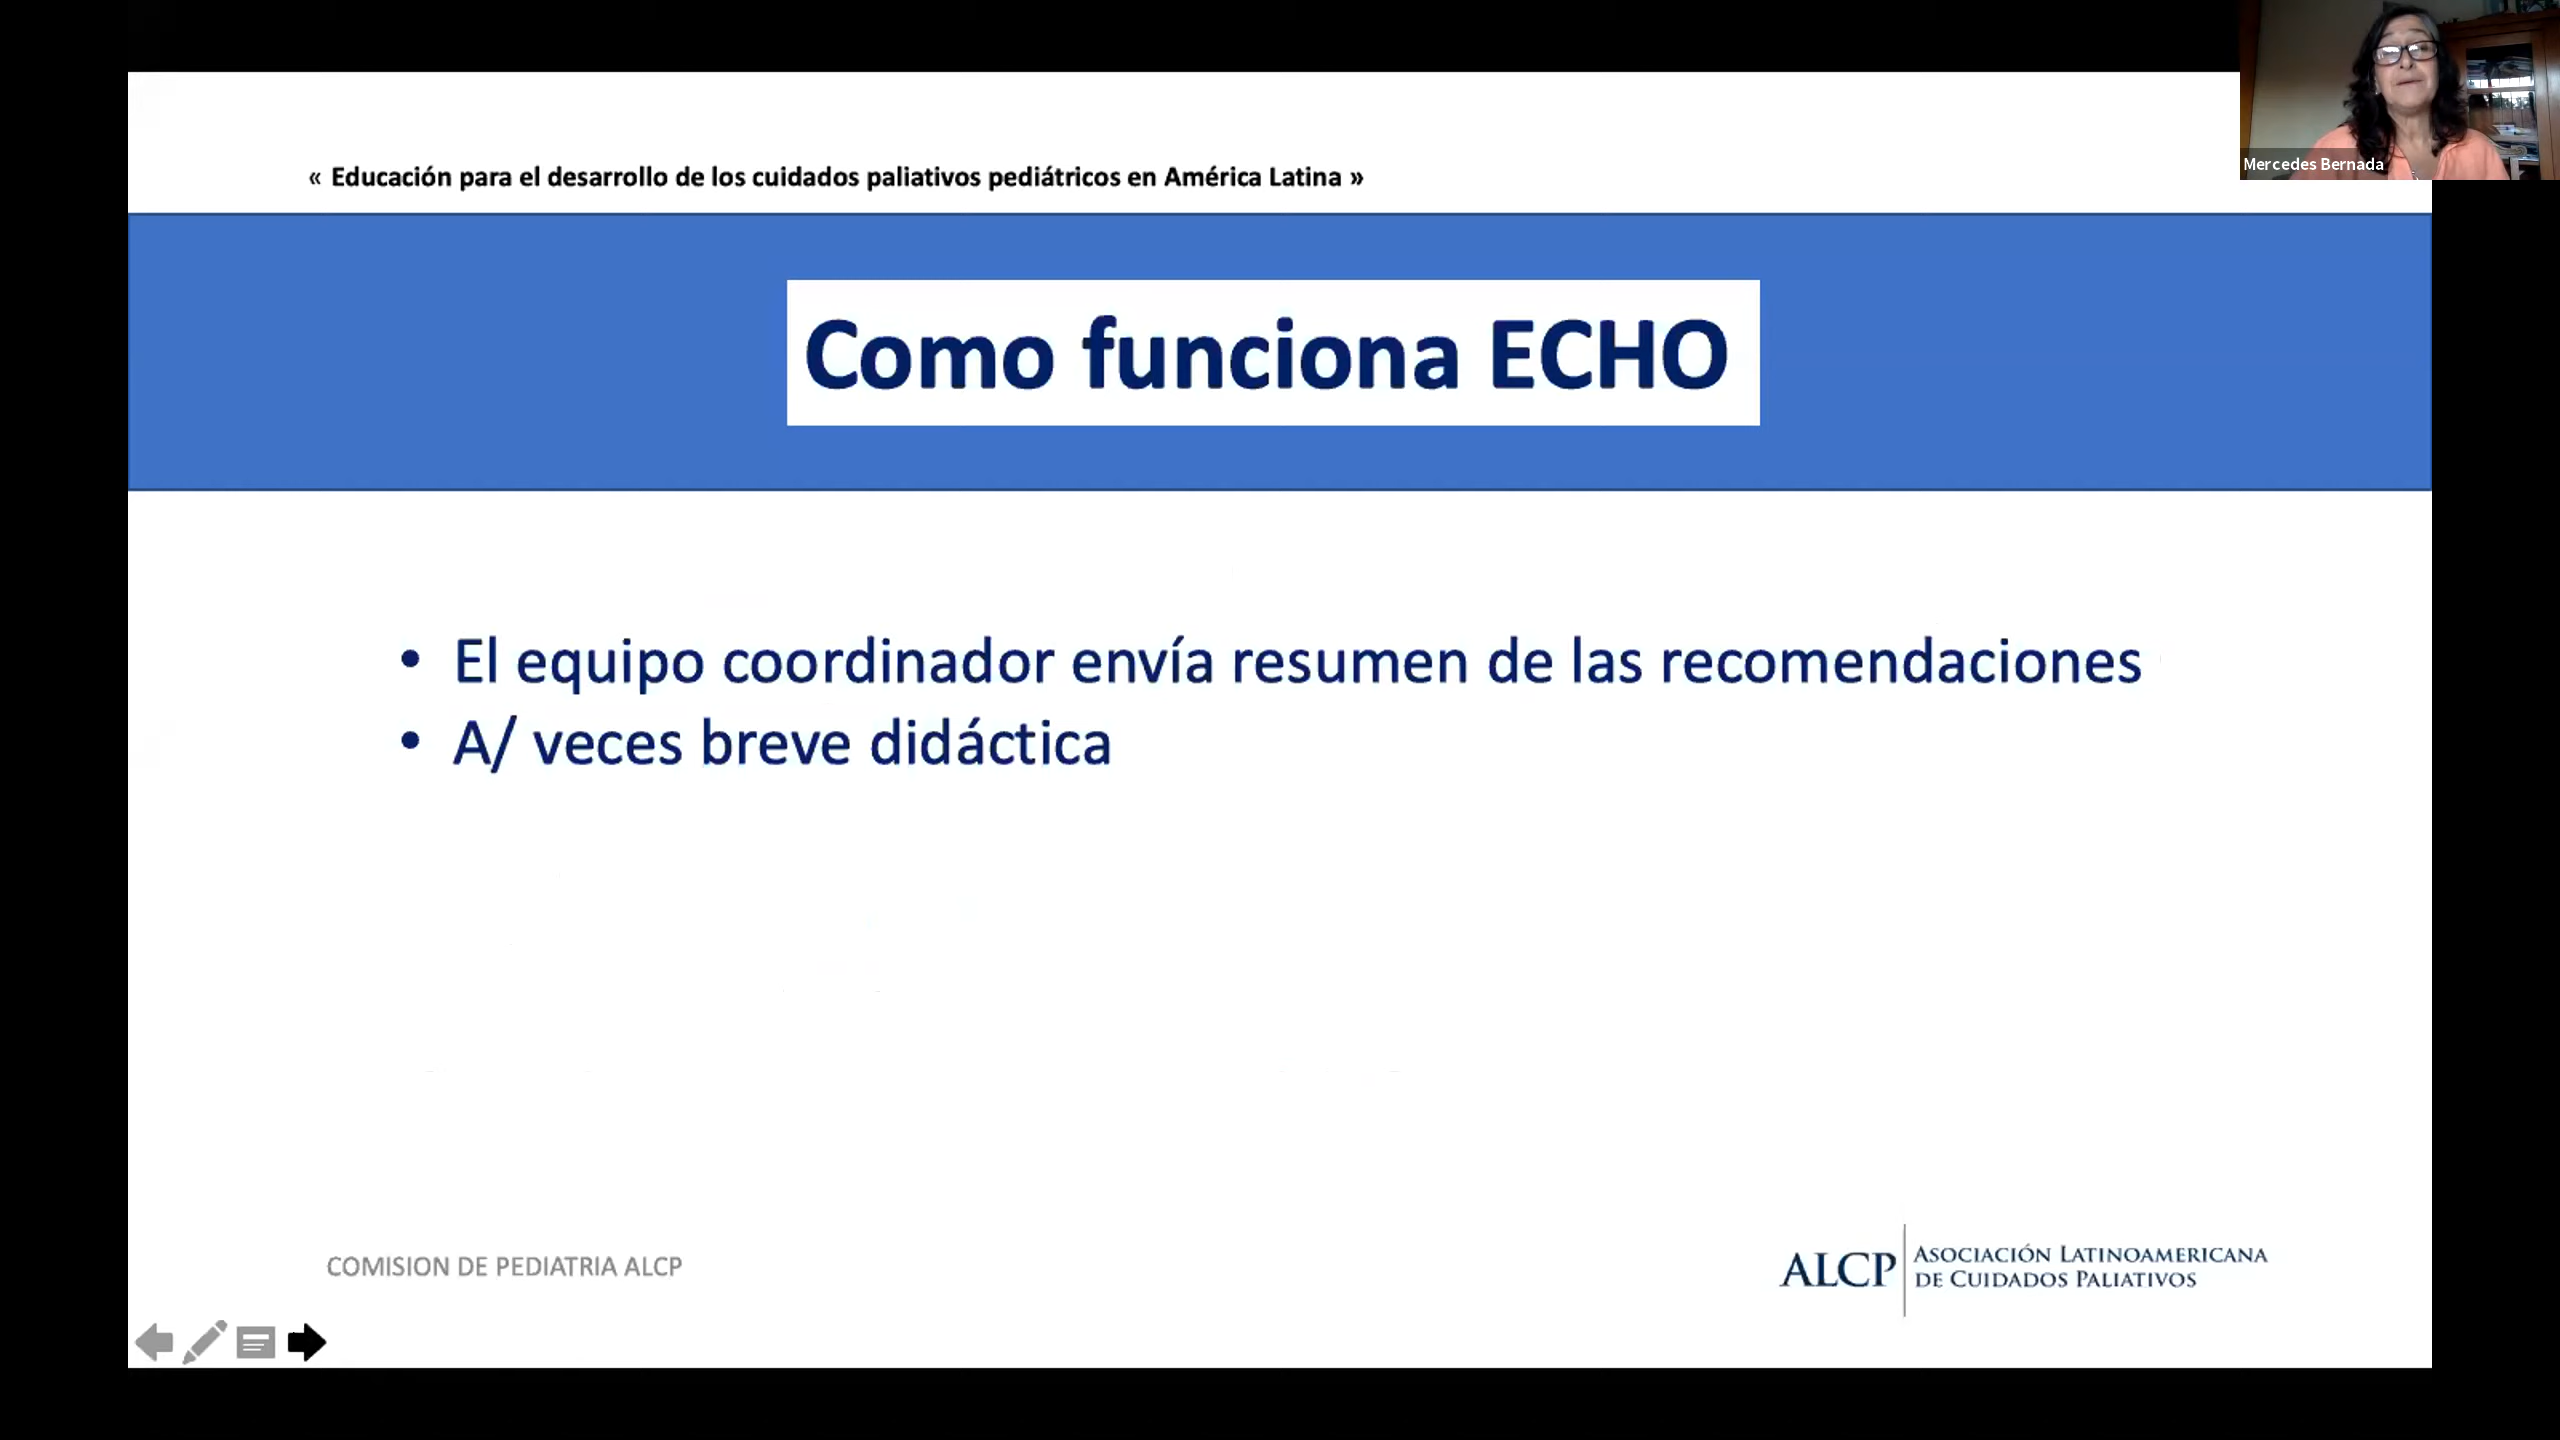 Mercedes Bernada
« Educación para el desarrollo de los cuidados paliativos pediátricos en América Latina »
Como funciona ECHO
• El equipo coordinador envía resumen de las recomendaciones
• A/ veces breve didáctica
COMISION DE PEDIATRIA ALCP
ALCP
ASOCIACIÓN LATINOAMERICANA
DE CUIDADOS PALIATIVOS